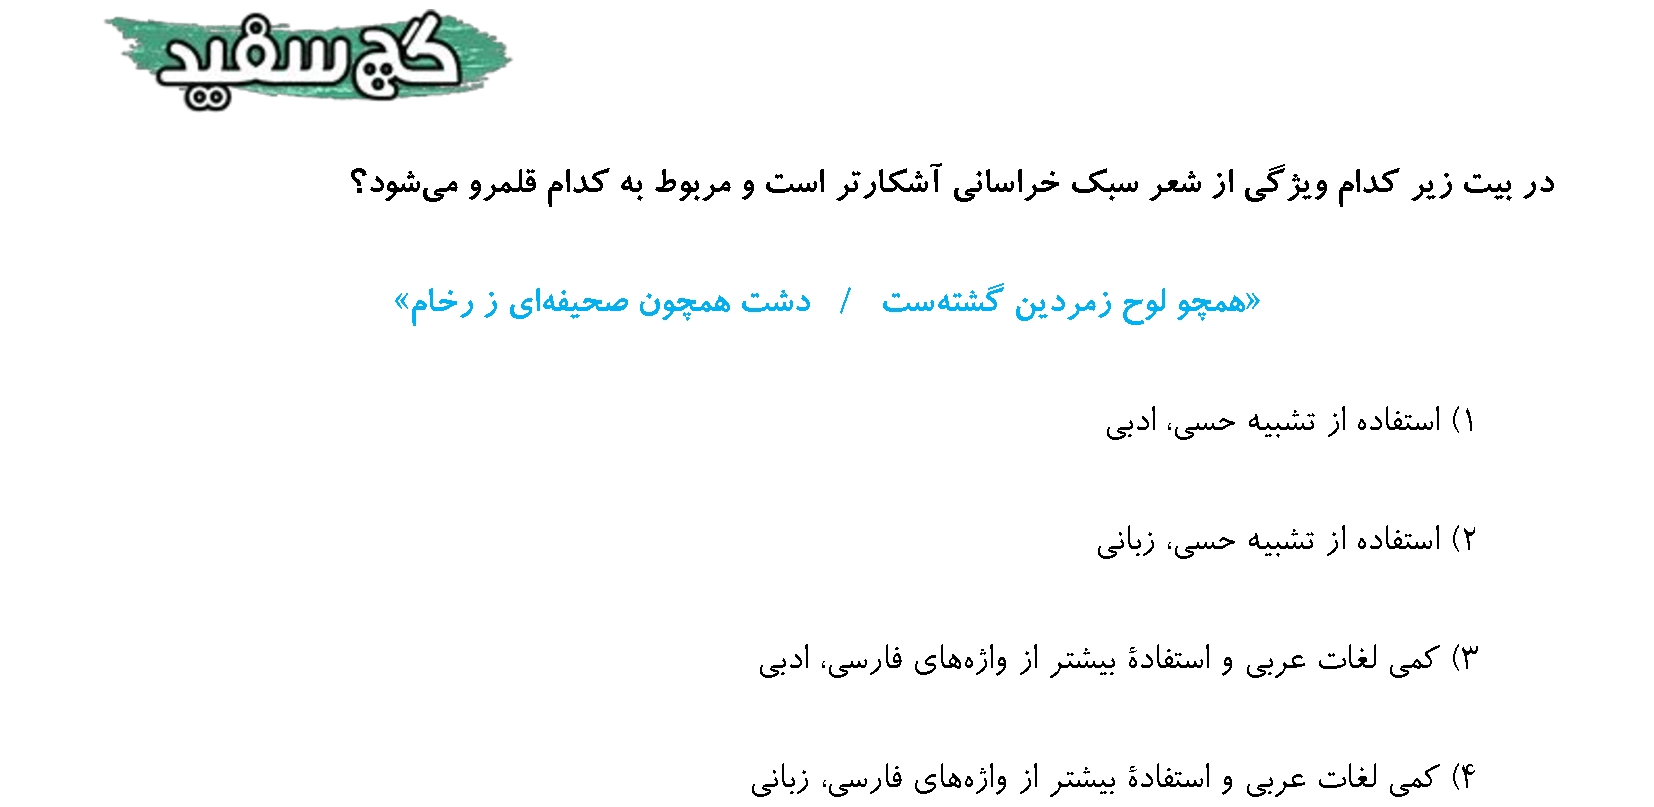 گچ سفید
در بیت زیر کدام ویژگی از شعر سبک خراسانی آشکارتر است و مربوط به کدام قلمرو می‌شود؟
«همچو لوح زمردین گشته‌ست / دشت همچون صحیفه‌ای ز رخام»
۱) استفاده از تشبیه حسی، ادبی
۲) استفاده از تشبیه حسی، زبانی
۳) کمی لغات عربی و استفادۀ بیشتر از واژه‌های فارسی، ادبی
۴) کمی لغات عربی و استفادۀ بیشتر از واژه‌های فارسی، زبانی